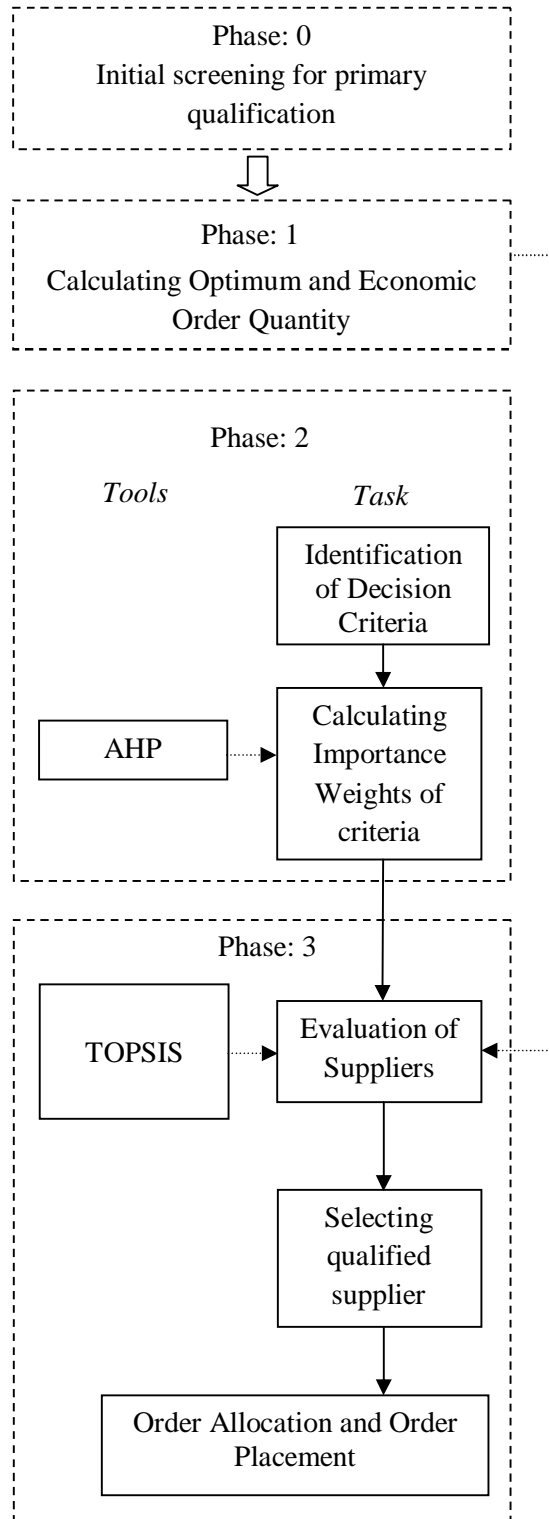 Phase: 0
Initial screening for primary
qualification
Phase: 1
Calculating Optimum and Economic
Order Quantity
Phase: 2
Tools
Task
Identification
of Decision
Criteria
AHP
Calculating
Importance
Weights of
criteria
Phase: 3
TOPSIS
Evaluation of
Suppliers
Selecting
qualified
supplier
Order Allocation and Order
Placement